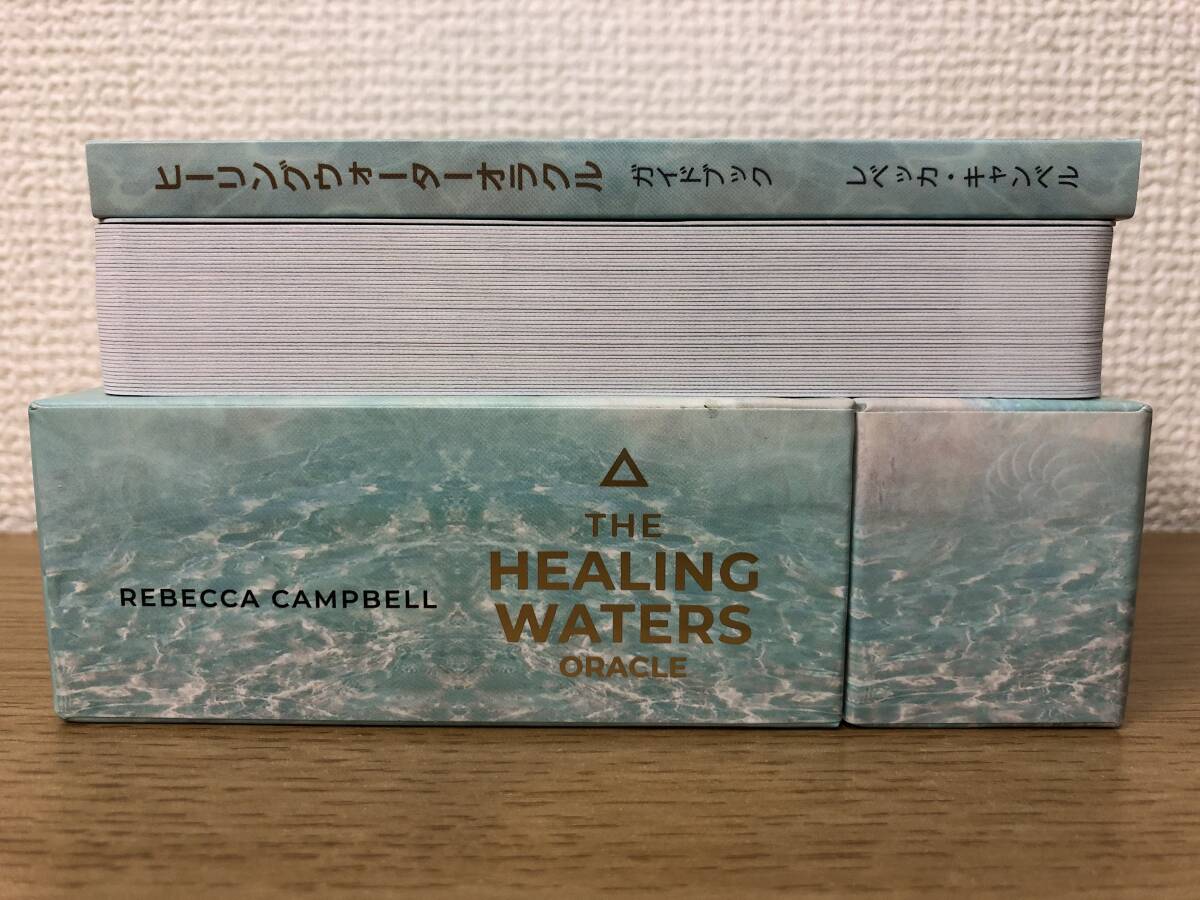 ヒーリングウォーターオラクル ガイドブック レベッカ・キャンベル
REBECCA CAMPBELL
THE
HEALING
WATERS
ORACLE